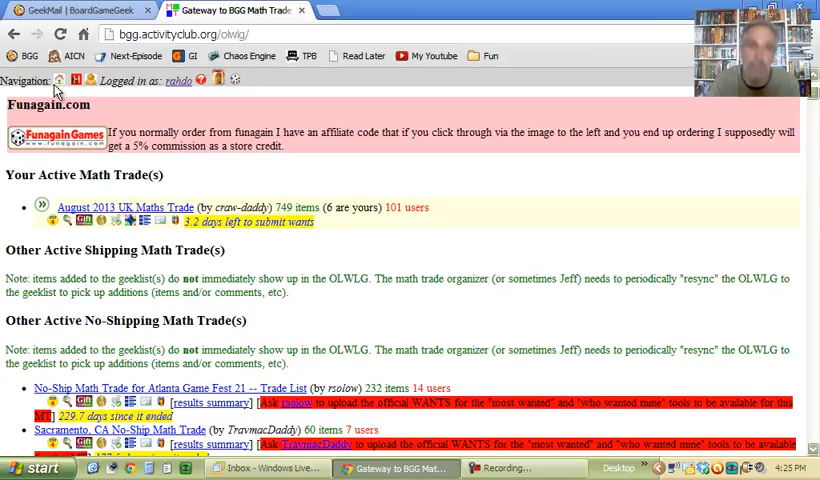 GeekMail | BoardGameGeek
Gateway to BGG Math Trade
bgg.activityclub.org/olwlg/
BGG AICN Next-Episode GI Chaos Engine TPB Read Later My Youtube Fun
Navigation: H Logged in as: rahdo ?
Funagain.com
Funagain Games
www.funagain.com
If you normally order from funagain I have an affiliate code that if you click through via the image to the left and you end up ordering I supposedly will
get a 5% commission as a store credit.
Your Active Math Trade(s)
August 2013 UK Maths Trade (by craw-daddy) 749 items (6 are yours) 101 users
3.2 days left to submit wants
Other Active Shipping Math Trade(s)
Note: items added to the geeklist(s) do not immediately show up in the OLWLG. The math trade organizer (or sometimes Jeff) needs to periodically "resync" the OLWLG to
the geeklist to pick up additions (items and/or comments, etc).
Other Active No-Shipping Math Trade(s)
Note: items added to the geeklist(s) do not immediately show up in the OLWLG. The math trade organizer (or sometimes Jeff) needs to periodically "resync" the OLWLG to
the geeklist to pick up additions (items and/or comments, etc).
No-Ship Math Trade for Atlanta Game Fest 21 -- Trade List (by rsolow) 232 items 14 users
[results summary] [Ask rsolow to upload the official WANTS for the "most wanted" and "who wanted mine" tools to be available for this
MT] 229.7 days since it ended
Sacramento, CA No-Ship Math Trade (by TravmacDaddy) 60 items 7 users
[results summary] [Ask TravmacDaddy to upload the official WANTS for the "most wanted" and "who wanted mine" tools to be available
start
Inbox - Windows Live...
Gateway to BGG Mat...
Recording...
Desktop
4:25 PM